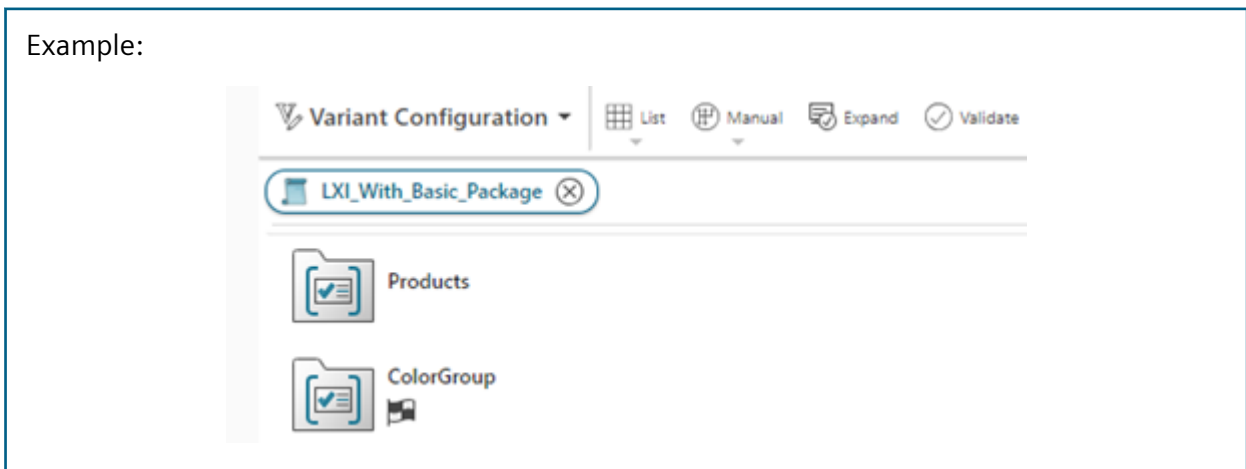 Example:
Variant Configuration List Manual Expand Validate
LXI_With_Basic_Package
Products
ColorGroup